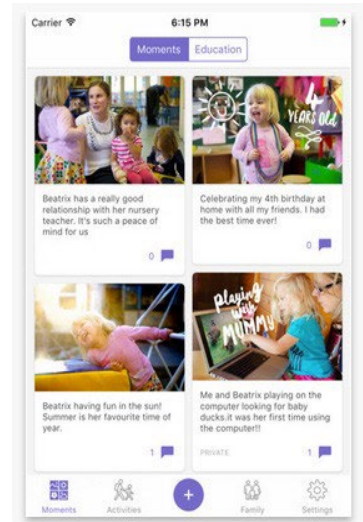 Carrier 6:15 PM
Moments Education
Beatrix has a really good
relationship with her nursery
teacher. It's such a peace of
mind for us
0
4
YEARS OLD
Celebrating my 4th birthday at
home with all my friends. I had
the best time ever!
0
Beatrix having fun in the sun!
Summer is her favourite time of
year.
1
playing
with
MUMMY
Me and Beatrix playing on the
computer looking for baby
ducks.it was her first time using
the computer!!
PRIVATE 1
Moments Activities + Family Settings